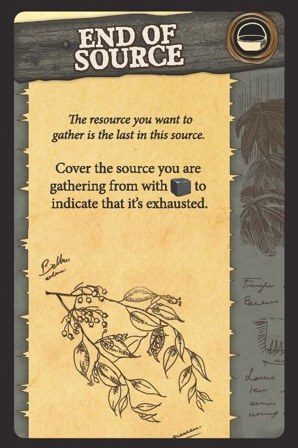 END OF
SOURCE
The resource you want to
gather is the last in this source.
Cover the source you are
gathering from with to
indicate that it's exhausted.